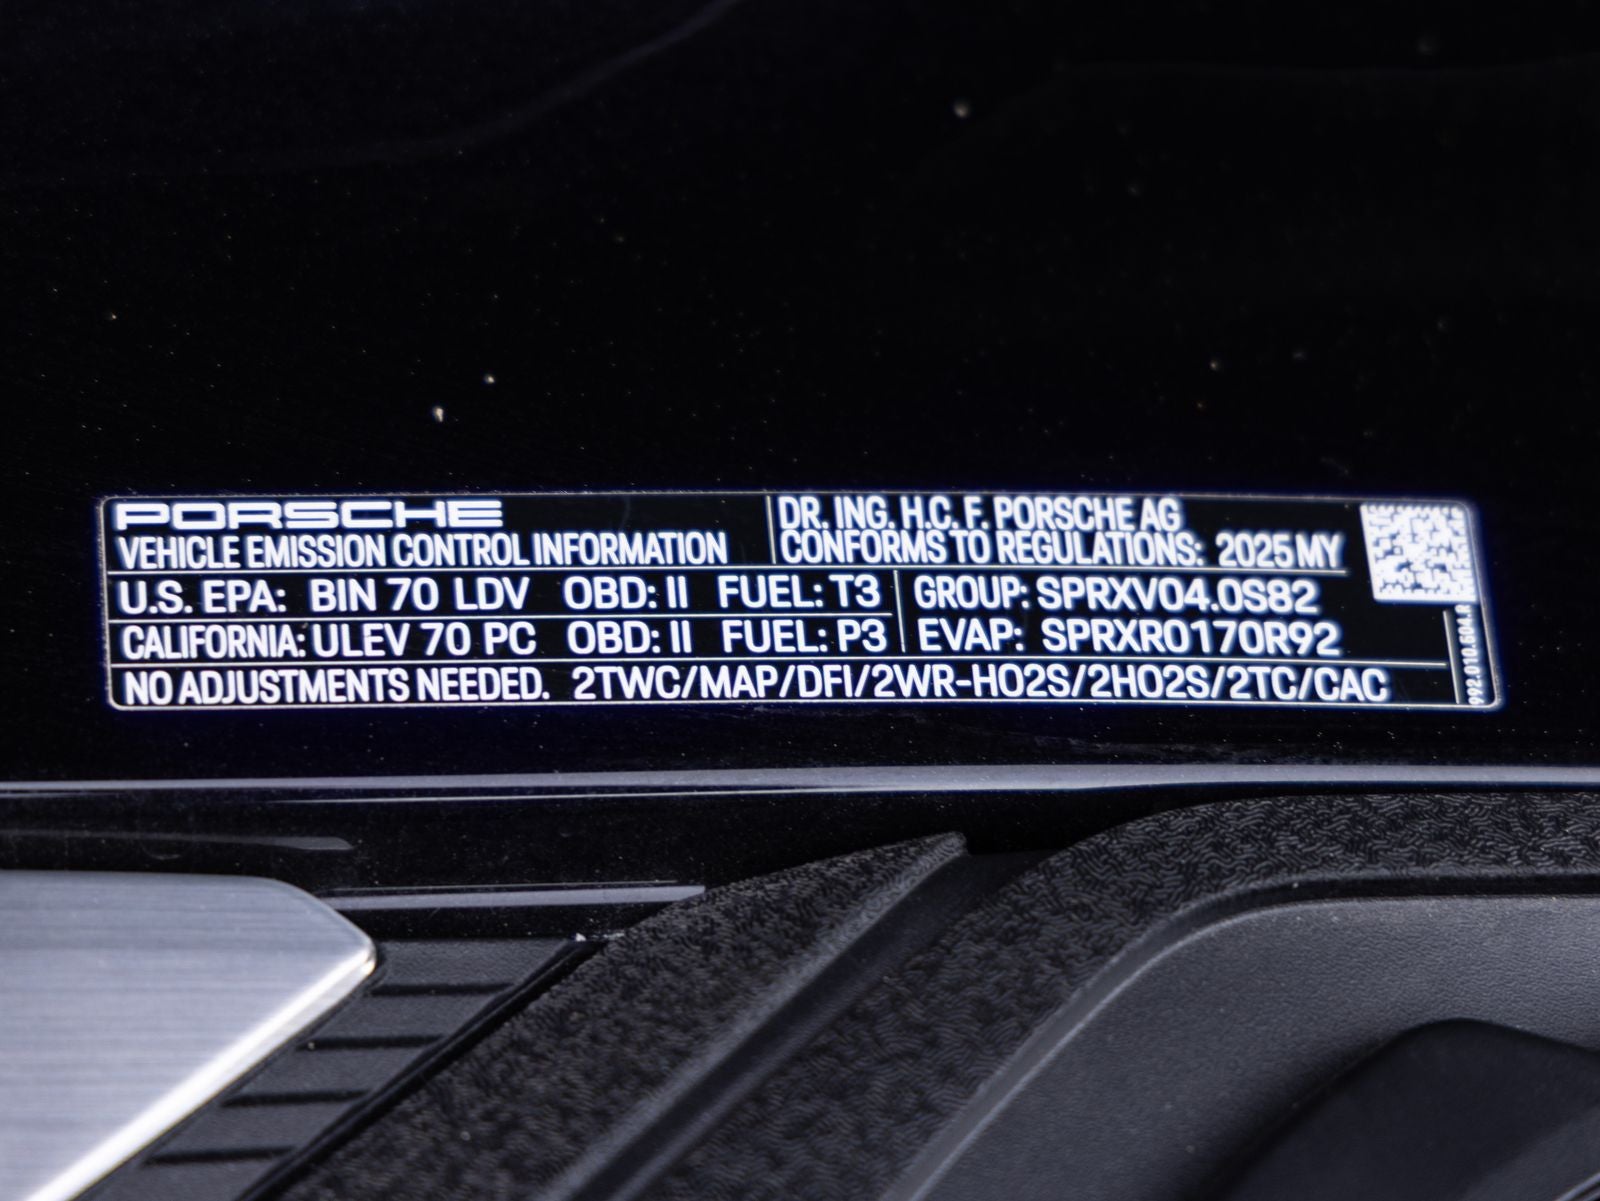 PORSCHE
VEHICLE EMISSION CONTROL INFORMATION
DR. ING. H.C. F. PORSCHE AG
CONFORMS TO REGULATIONS: 2025 MY
U.S. EPA: BIN 70 LDV OBD: II FUEL: T3
CALIFORNIA: ULEV 70 PC OBD: II FUEL: P3
GROUP: SPRXV04.0S82
EVAP: SPRXR0170R92
NO ADJUSTMENTS NEEDED. 2TWC/MAP/DFI/2WR-HO2S/2HO2S/2TC/CAC
992.010.504.R